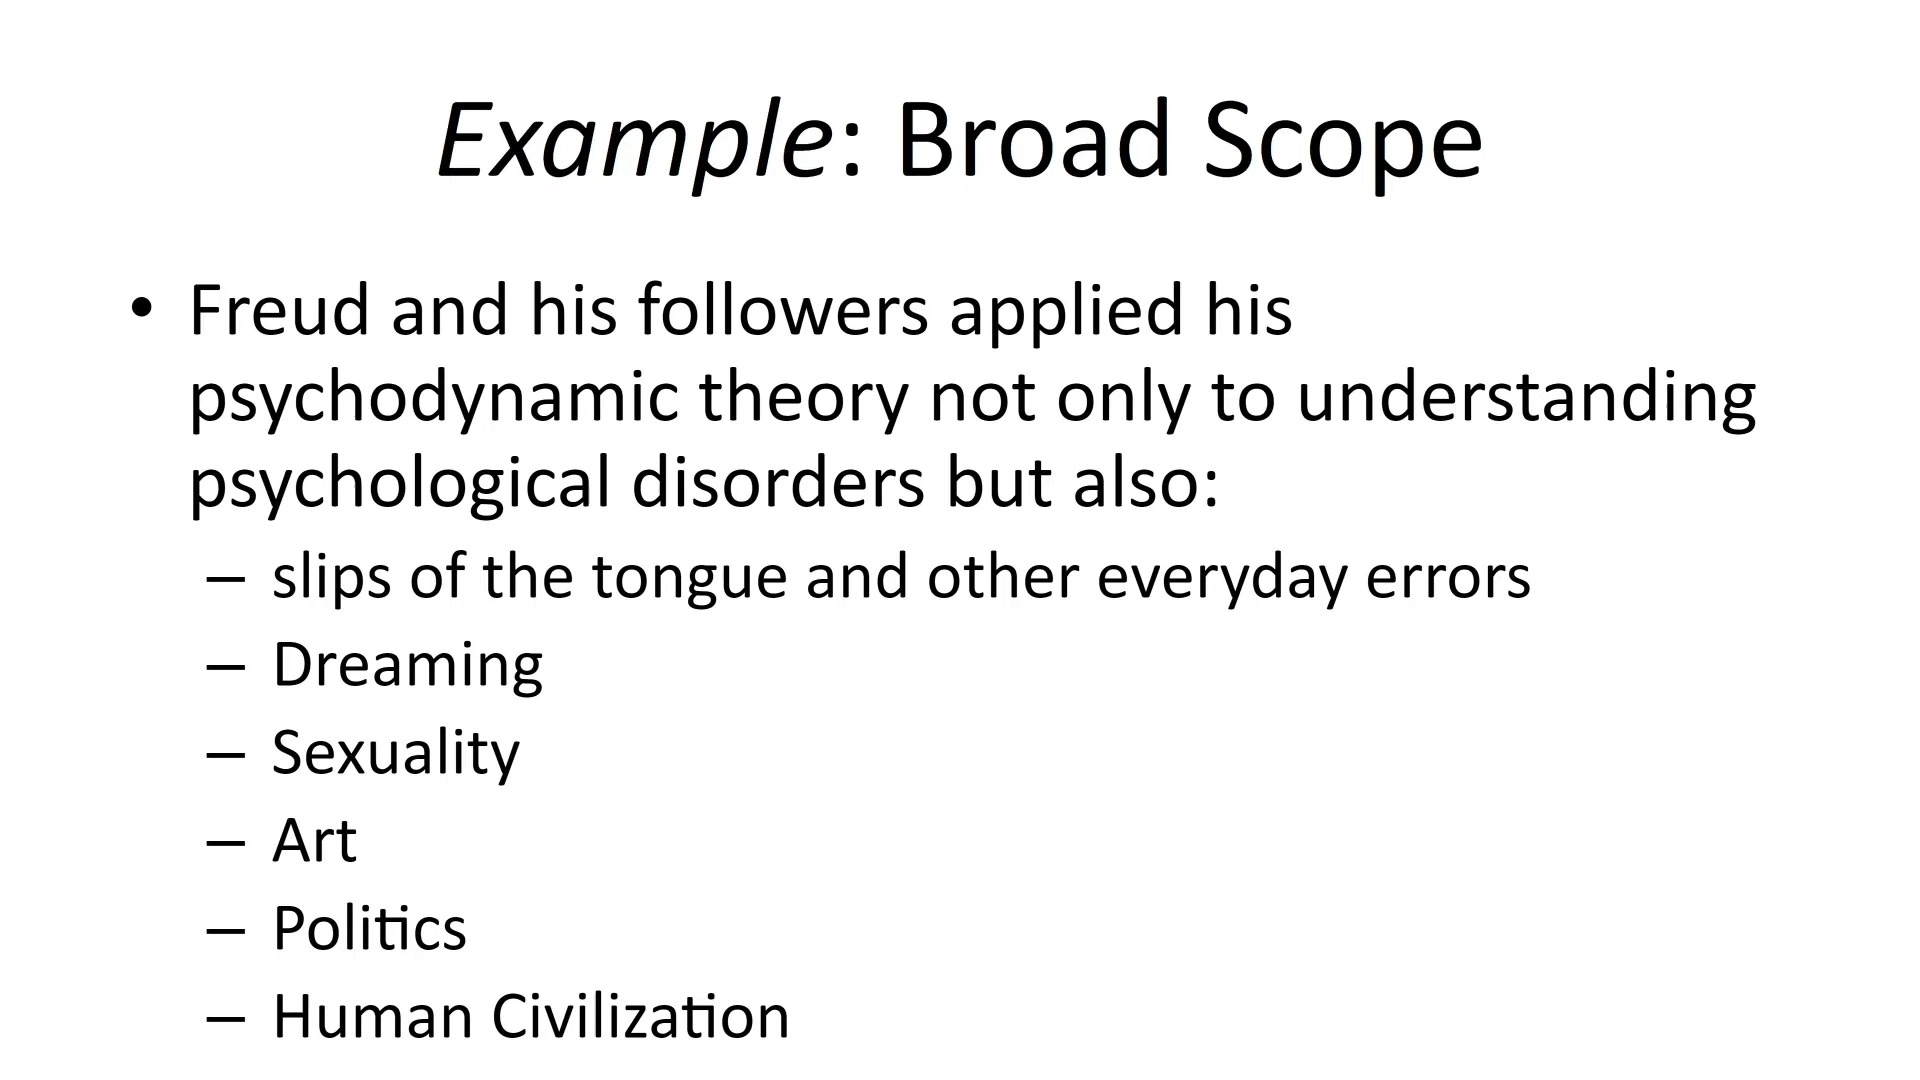 Example: Broad Scope
• Freud and his followers applied his
psychodynamic theory not only to understanding
psychological disorders but also:
– slips of the tongue and other everyday errors
– Dreaming
– Sexuality
– Art
– Politics
– Human Civilization